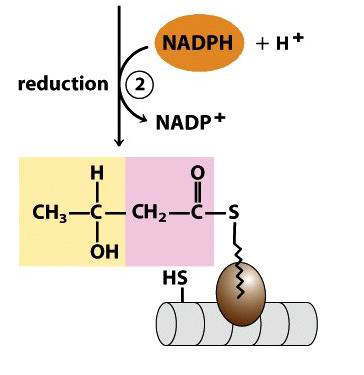 NADPH + H+
reduction 2
NADP+
H O
CH3—C—CH2—C—S
OH
HS